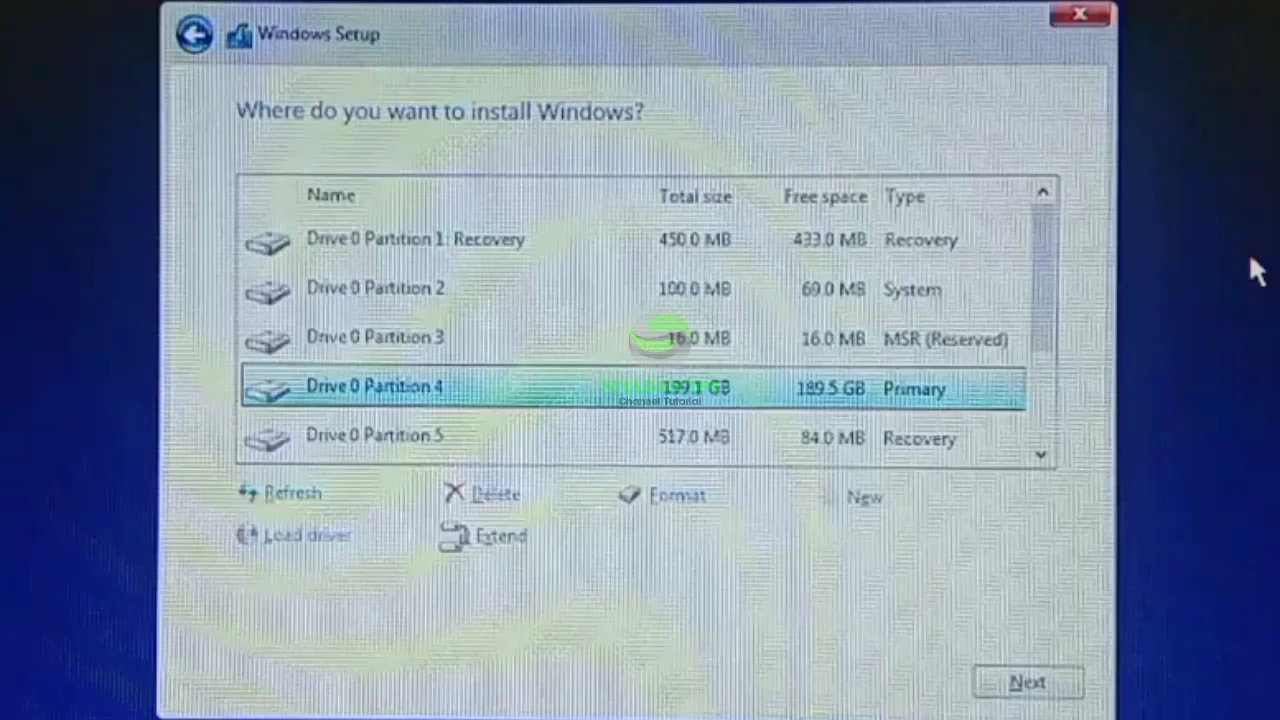 Windows Setup
Where do you want to install Windows?
Name Total size Free space Type
Drive 0 Partition 1: Recovery 450.0 MB 433.0 MB Recovery
Drive 0 Partition 2 100.0 MB 69.0 MB System
Drive 0 Partition 3 16.0 MB 16.0 MB MSR (Reserved)
Drive 0 Partition 4 199.1 GB 189.5 GB Primary
Channel Tutorial
Drive 0 Partition 5 517.0 MB 84.0 MB Recovery
Refresh Delete Format New
Load driver Extend
Next